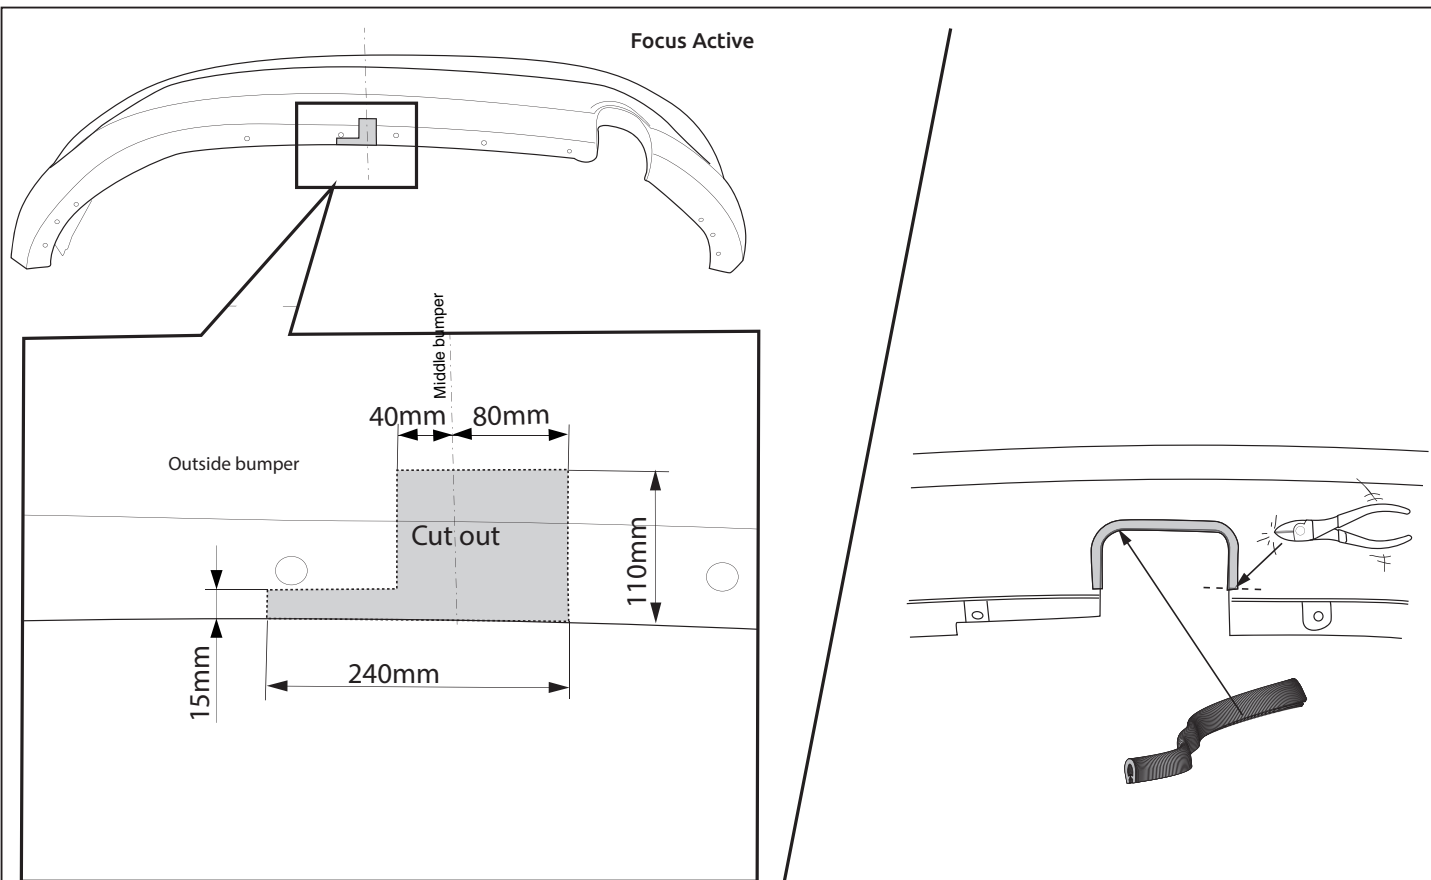 Focus Active
Middle bumper
40mm
80mm
Outside bumper
Cut out
110mm
15mm
240mm